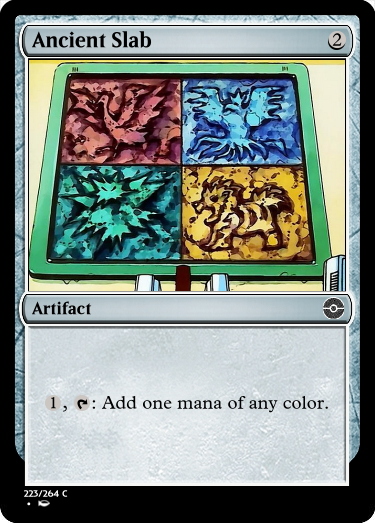 Ancient Slab 2
Artifact
1, : Add one mana of any color.
223/264 C